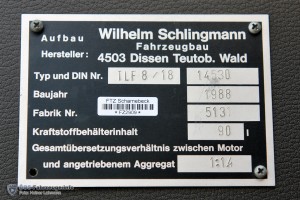 Aufbau Hersteller: Wilhelm Schlingmann
Fahrzeugbau
4503 Dissen Teutob. Wald
Typ und DIN Nr. TLF 8/18 14530
Baujahr 1988
FTZ Scharnebeck
Fabrik Nr. 5131
Kraftstoffbehälterinhalt 90 l
Gesamtübersetzungsverhältnis zwischen Motor
und angetriebenem Aggregat 1:1,4